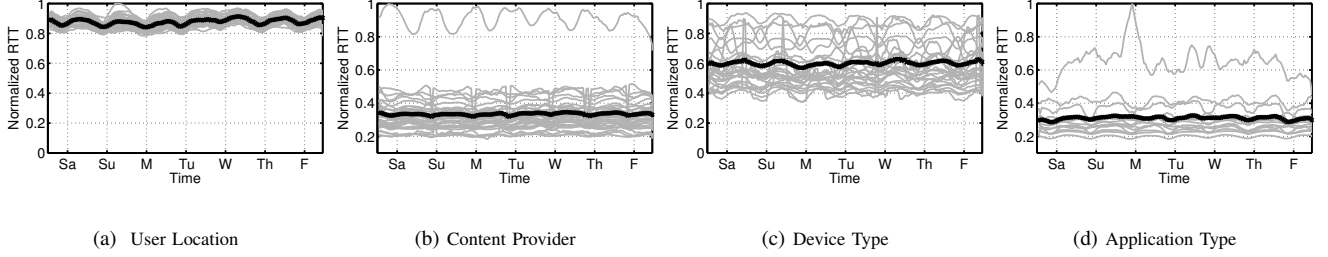 Normalized RTT
1
0.8
0.6
0.4
0.2
0
Sa Su M Tu W Th F
Time
(a) User Location
Normalized RTT
1
0.8
0.6
0.4
0.2
Sa Su M Tu W Th F
Time
(b) Content Provider
Normalized RTT
1
0.8
0.6
0.4
0.2
0
Sa Su M Tu W Th F
Time
(c) Device Type
Normalized RTT
1
0.8
0.6
0.4
0.2
Sa Su M Tu W Th F
Time
(d) Application Type